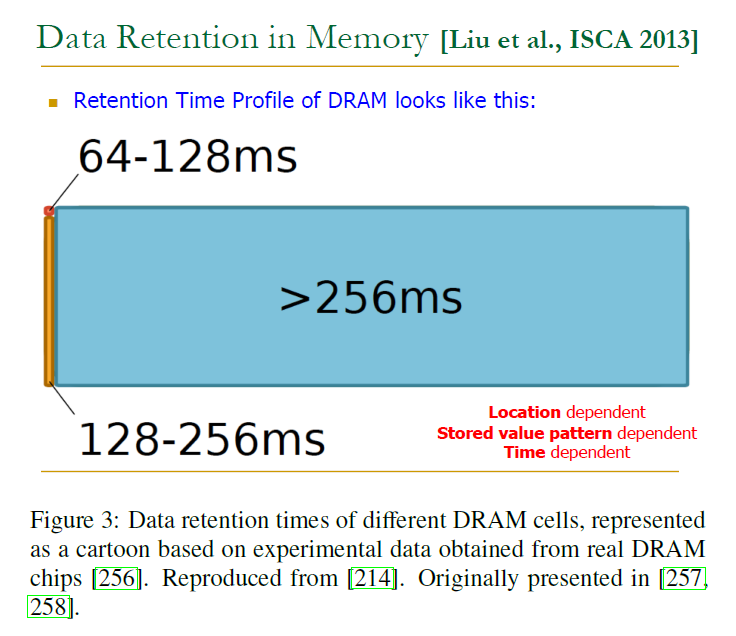 Data Retention in Memory [Liu et al., ISCA 2013]
Retention Time Profile of DRAM looks like this:
64-128ms
>256ms
128-256ms
Location dependent
Stored value pattern dependent
Time dependent
Figure 3: Data retention times of different DRAM cells, represented
as a cartoon based on experimental data obtained from real DRAM
chips [256]. Reproduced from [214]. Originally presented in [257,
258].